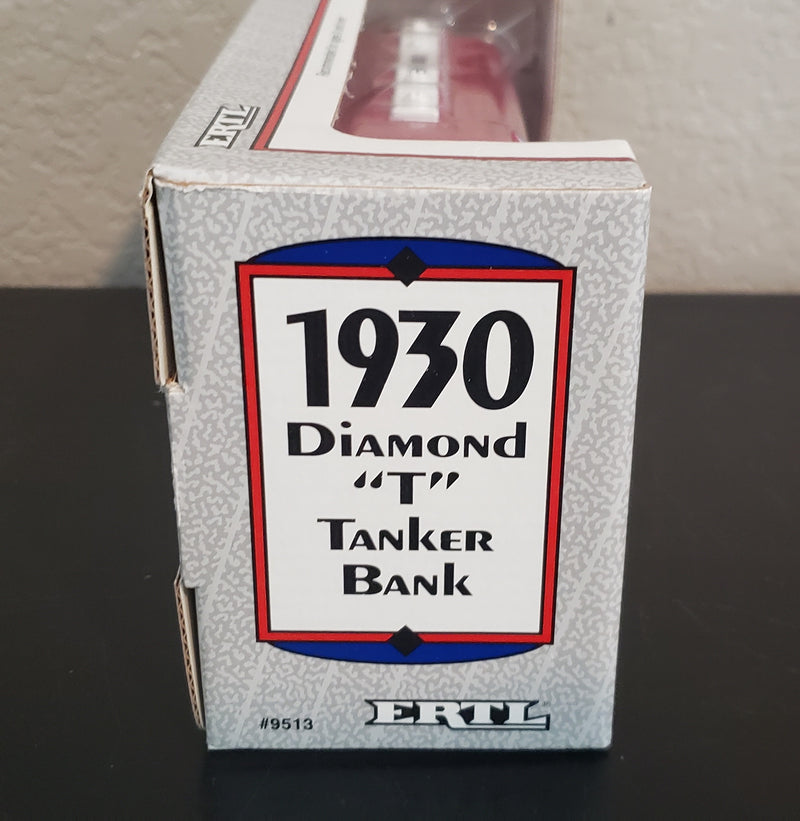 ERTL
1930
Diamond
“T”
Tanker
Bank
#9513
ERTL